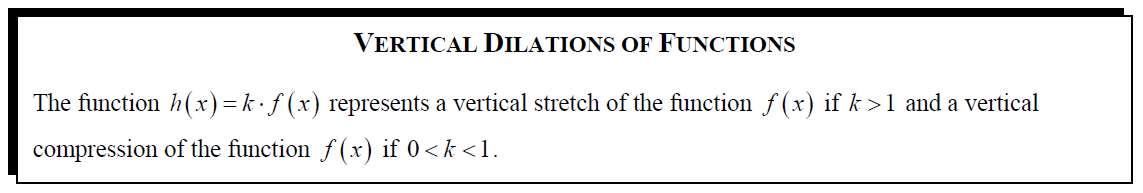 VERTICAL DILATIONS OF FUNCTIONS
The function h(x) = k · f(x) represents a vertical stretch of the function f(x) if k > 1 and a vertical
compression of the function f(x) if 0 < k < 1.